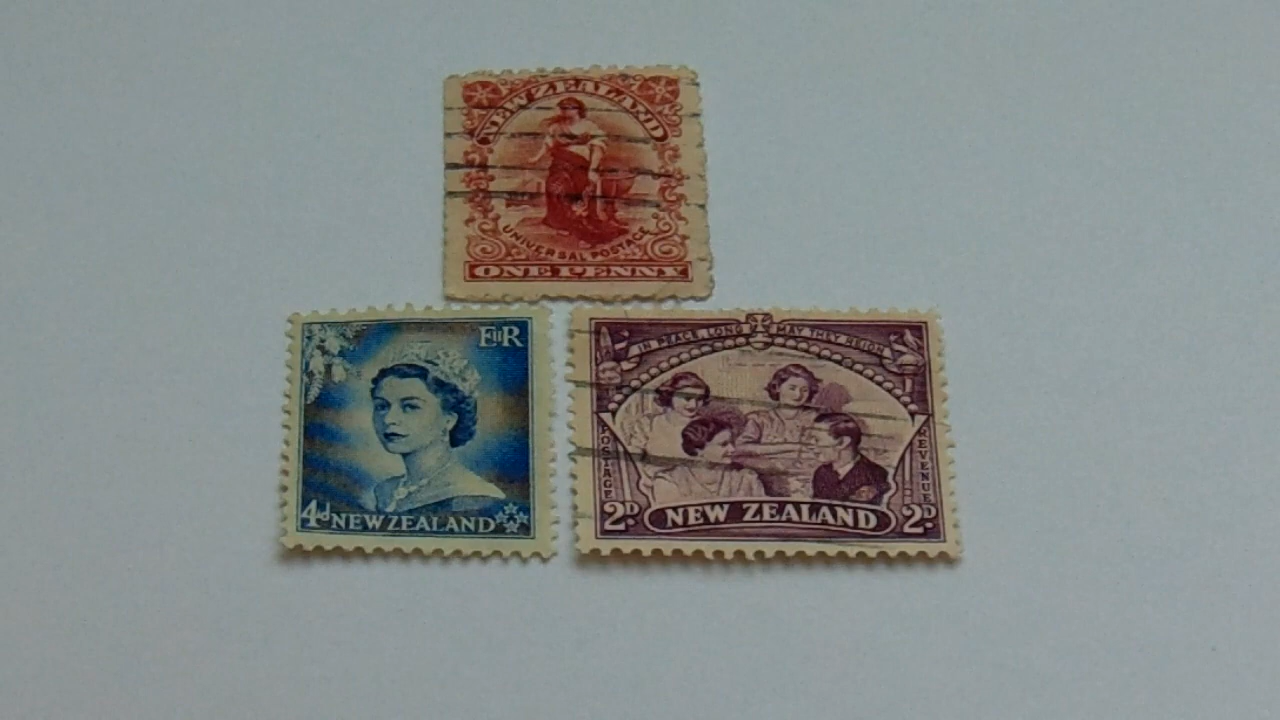 NEW ZEALAND
UNIVERSAL POSTAGE
ONE PENNY
EIIR
4d NEW ZEALAND
IN PEACE, LONG MAY THEY REIGN
POSTAGE
REVENUE
2D NEW ZEALAND 2D